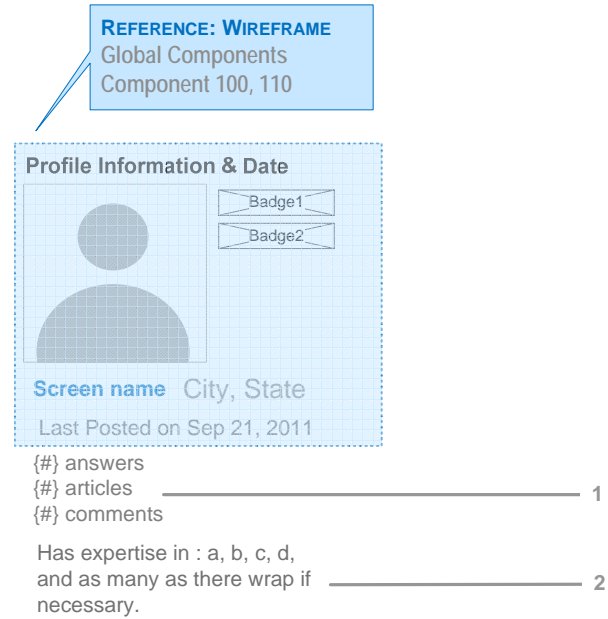 REFERENCE: WIREFRAME
Global Components
Component 100, 110
Profile Information & Date
Badge1
Badge2
Screen name City, State
Last Posted on Sep 21, 2011
{#} answers
{#} articles
1
{#} comments
Has expertise in : a, b, c, d,
and as many as there wrap if
2
necessary.